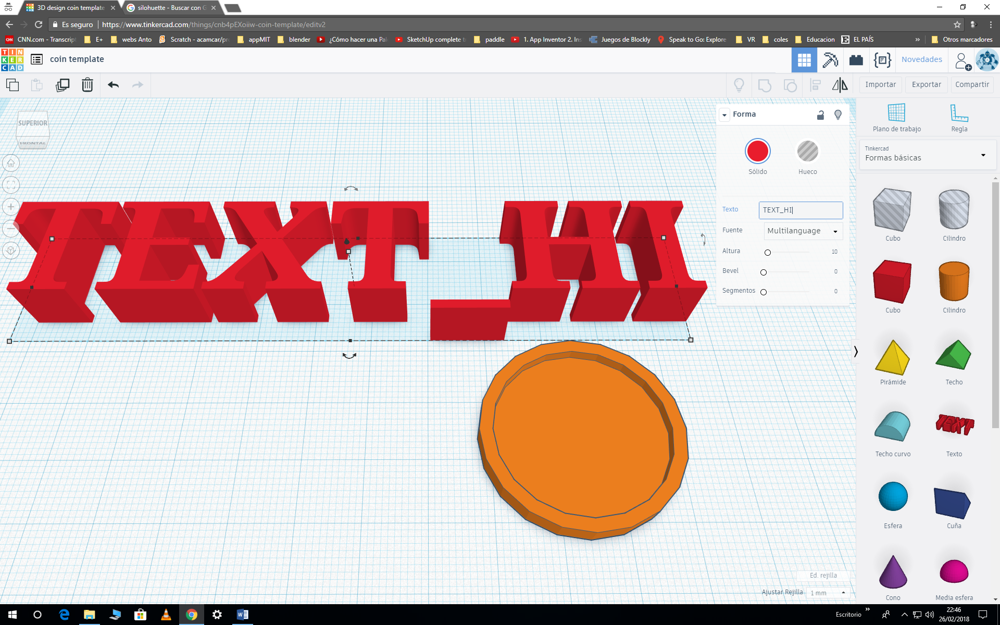 3D design coin template
silohuette - Buscar con G
Es seguro
https://www.tinkercad.com/things/cnb4pEXoiiw-coin-template/editv2
CNN.com - Transcript
E+
webs Anto
Scratch - acamcar/pr
appMIT
blender
¿Cómo hacer una Pal
SketchUp complete t
paddle
1. App Inventor 2. Ins
Juegos de Blockly
Speak to Go: Explore
VR
coles
Educacion
EL PAÍS
»
Otros marcadores
TIN
KER
CAD
coin template
Novedades
Importar
Exportar
Compartir
SUPERIOR
FRONTAL
TEXT_HI
Forma
Sólido
Hueco
Texto
TEXT_HI
Fuente
Multilanguage
Altura
10
Bevel
0
Segmentos
0
Plano de trabajo
Regla
Tinkercad
Formas básicas
Cubo
Cilindro
Cubo
Cilindro
Pirámide
Techo
Techo curvo
TEXT
Texto
Esfera
Cuña
Cono
Media esfera
Ed. rejilla
Ajustar Rejilla
1 mm
Escritorio
»
22:46
26/02/2018